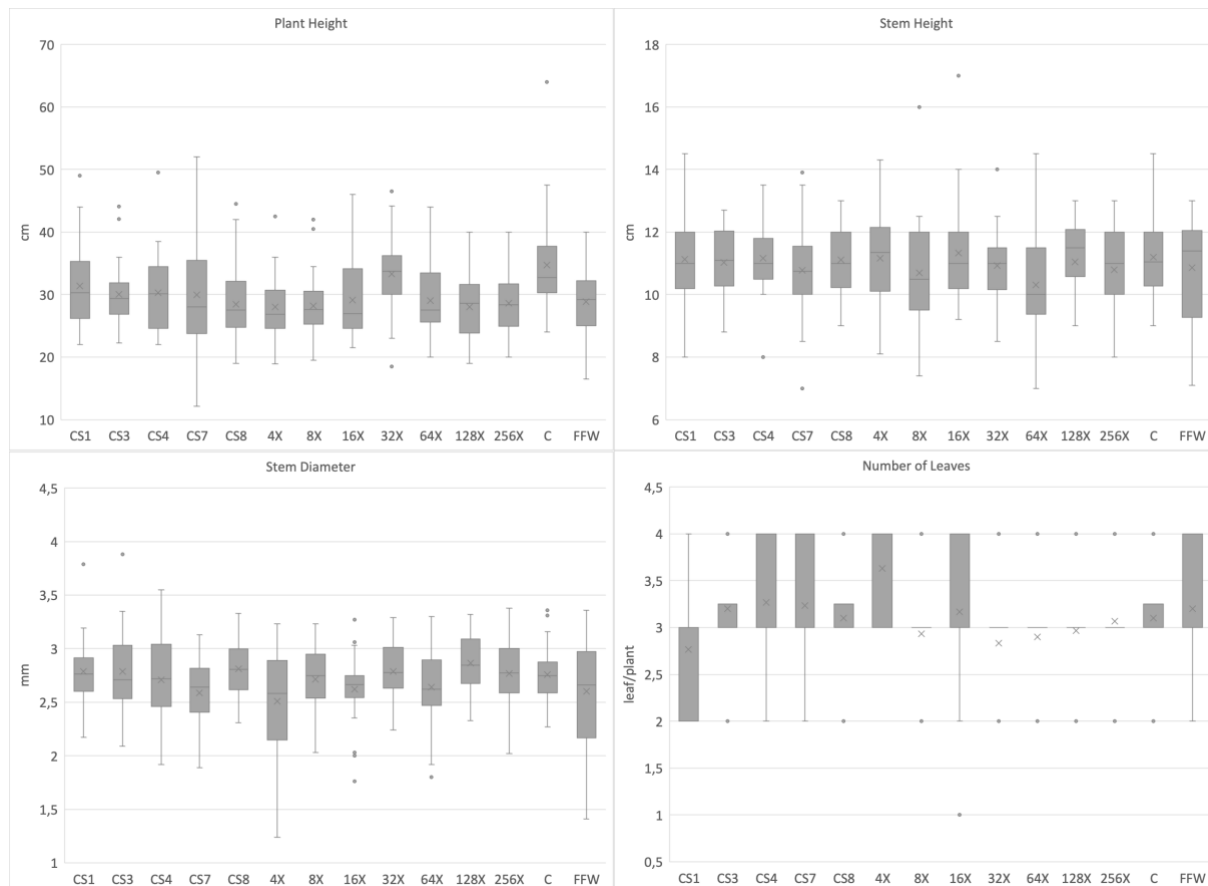 Plant Height
70
60
50
40
30
20
10
cm
CS1 CS3 CS4 CS7 CS8 4X 8X 16X 32X 64X 128X 256X C FFW
Stem Height
18
16
14
12
10
8
6
cm
CS1 CS3 CS4 CS7 CS8 4X 8X 16X 32X 64X 128X 256X C FFW
Stem Diameter
4,5
4
3,5
3
2,5
2
1,5
1
mm
CS1 CS3 CS4 CS7 CS8 4X 8X 16X 32X 64X 128X 256X C FFW
Number of Leaves
4,5
4
3,5
3
2,5
2
1,5
1
0,5
leaf/plant
CS1 CS3 CS4 CS7 CS8 4X 8X 16X 32X 64X 128X 256X C FFW